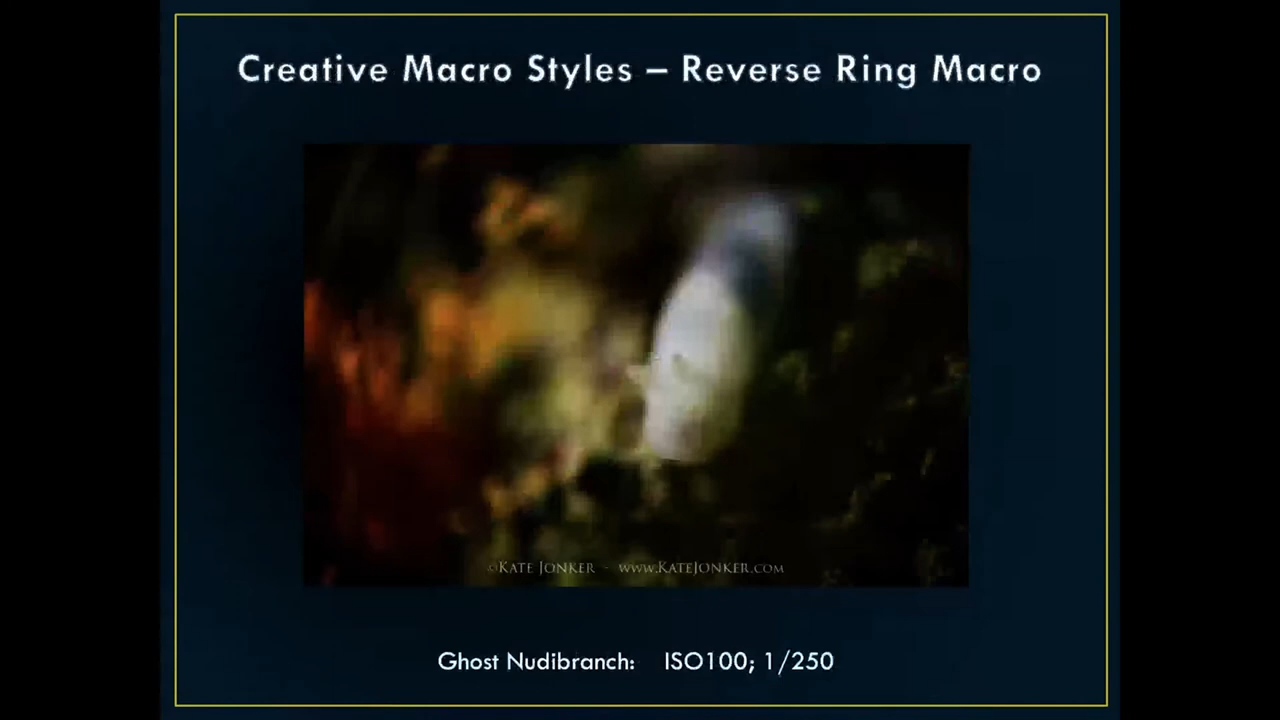 Creative Macro Styles – Reverse Ring Macro
©KATE JONKER - WWW.KATEJONKER.COM
Ghost Nudibranch: ISO100; 1/250